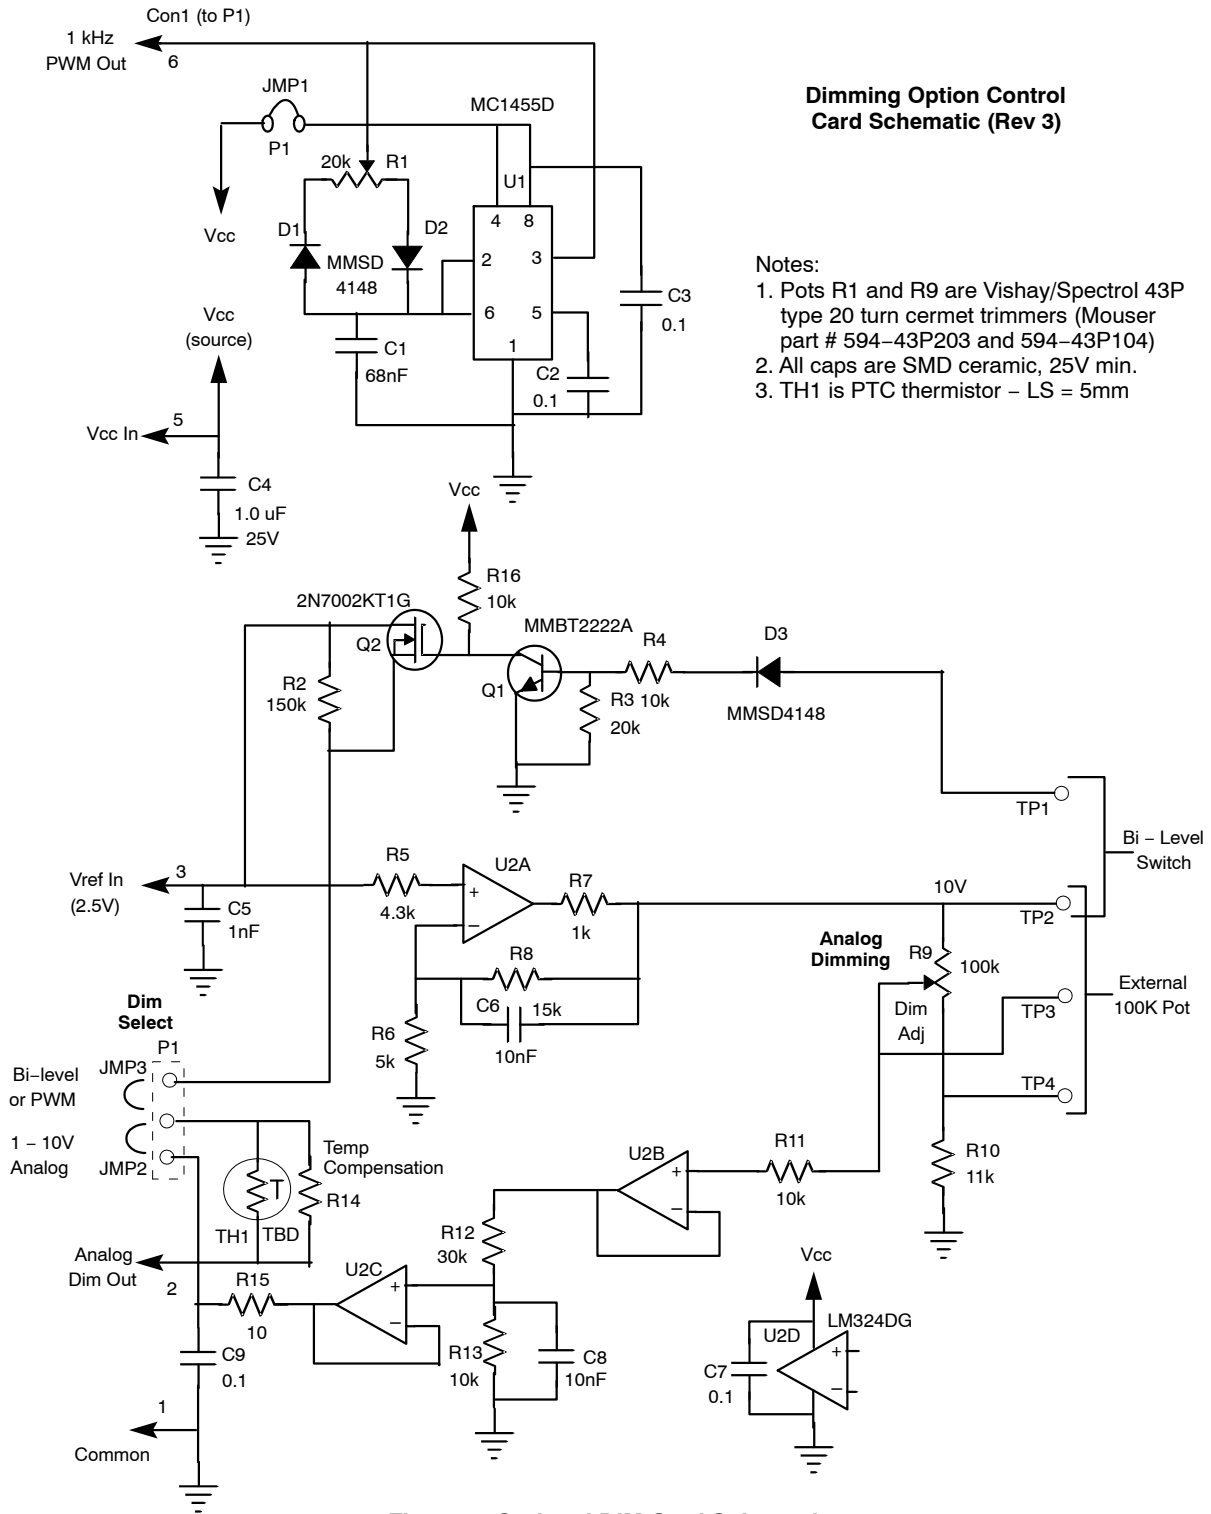 Con1 (to P1)
1 kHz
PWM Out
6
JMP1
P1
MC1455D
Dimming Option Control
Card Schematic (Rev 3)
20k
R1
U1
Vcc
D1
D2
MMSD
4148
4
8
2
3
6
5
1
C3
0.1
C1
68nF
C2
0.1
Notes:
1. Pots R1 and R9 are Vishay/Spectrol 43P
type 20 turn cermet trimmers (Mouser
part # 594−43P203 and 594−43P104)
2. All caps are SMD ceramic, 25V min.
3. TH1 is PTC thermistor − LS = 5mm
Vcc
(source)
Vcc In
5
C4
1.0 uF
25V
Vcc
R16
10k
2N7002KT1G
Q2
MMBT2222A
Q1
R4
10k
D3
MMSD4148
R3
20k
R2
150k
TP1
Bi − Level
Switch
Vref In
(2.5V)
3
C5
1nF
R5
4.3k
U2A
+
−
R7
1k
10V
TP2
R8
15k
C6
10nF
R6
5k
Analog
Dimming
R9
100k
Dim
Adj
TP3
TP4
External
100K Pot
Dim
Select
P1
JMP3
Bi−level
or PWM
1 − 10V
Analog
JMP2
Temp
Compensation
T
R14
TH1
TBD
Analog
Dim Out
2
R15
10
U2C
+
−
R12
30k
U2B
+
−
R11
10k
R10
11k
R13
10k
C8
10nF
C9
0.1
1
Common
Vcc
LM324DG
U2D
+
−
C7
0.1